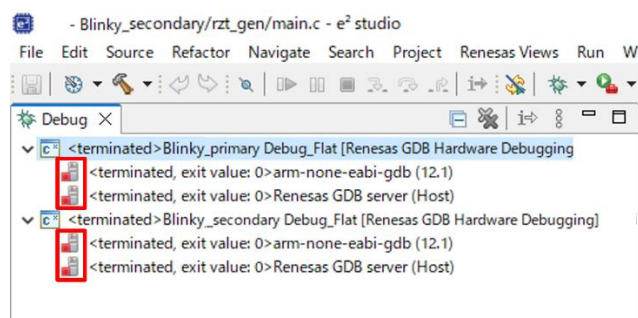 - Blinky_secondary/rzt_gen/main.c - e² studio
File Edit Source Refactor Navigate Search Project Renesas Views Run W
Debug
<terminated>Blinky_primary Debug_Flat [Renesas GDB Hardware Debugging
<terminated, exit value: 0>arm-none-eabi-gdb (12.1)
<terminated, exit value: 0>Renesas GDB server (Host)
<terminated>Blinky_secondary Debug_Flat [Renesas GDB Hardware Debugging]
<terminated, exit value: 0>arm-none-eabi-gdb (12.1)
<terminated, exit value: 0>Renesas GDB server (Host)